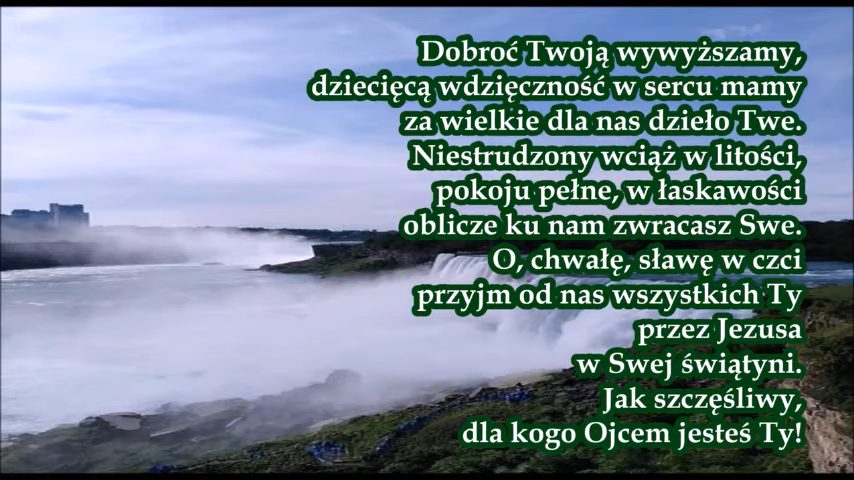 Dobroć Twoją wywyższamy,
dziecięcą wdzięczność w sercu mamy
za wielkie dla nas dzieło Twe.
Niestrudzony wciąż w litości,
pokoju pełne, w łaskawości
oblicze ku nam zwracasz Swe.
O, chwałę, sławę w czci
przyjm od nas wszystkich Ty
przez Jezusa
w Swej świątyni.
Jak szczęśliwy,
dla kogo Ojcem jesteś Ty!